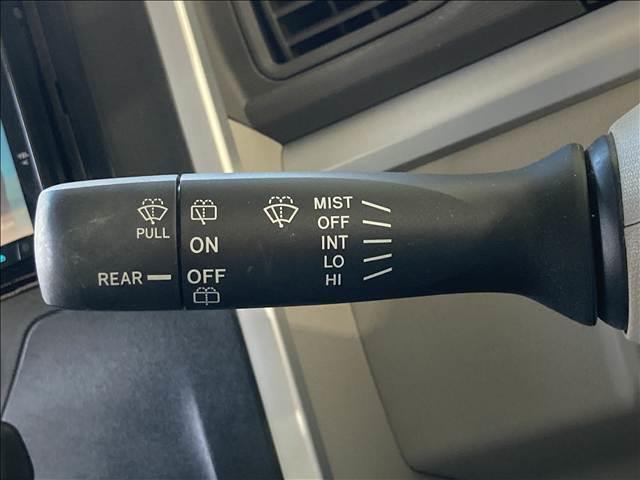 PULL
REAR
ON
OFF
MIST
OFF
INT
LO
HI